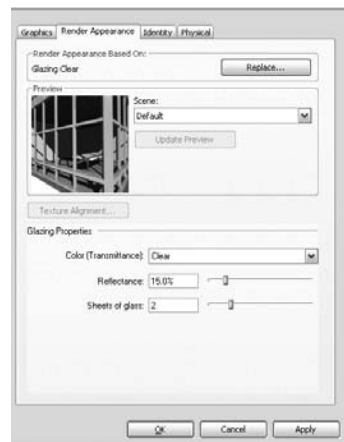 Graphics Render Appearance Identity Physical
Render Appearance Based On:
Glazing Clear Replace...
Preview
Scene:
Default
Update Preview
Texture Alignment...
Glazing Properties
Color (Transmittance): Clear
Reflectance: 15.0%
Sheets of glass: 2
OK Cancel Apply